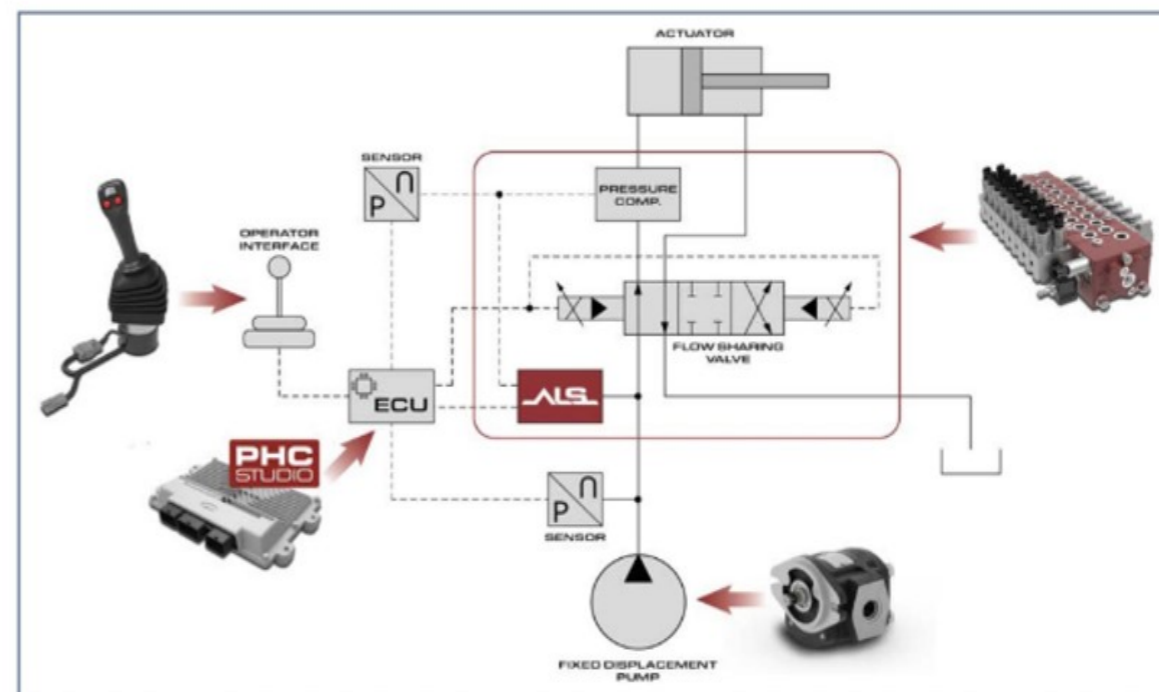 ACTUATOR
SENSOR
P
PRESSURE
COMP.
OPERATOR
INTERFACE
FLOW SHARING
VALVE
ECU
ALS
PHC
STUDIO
P
SENSOR
FIXED DISPLACEMENT
PUMP